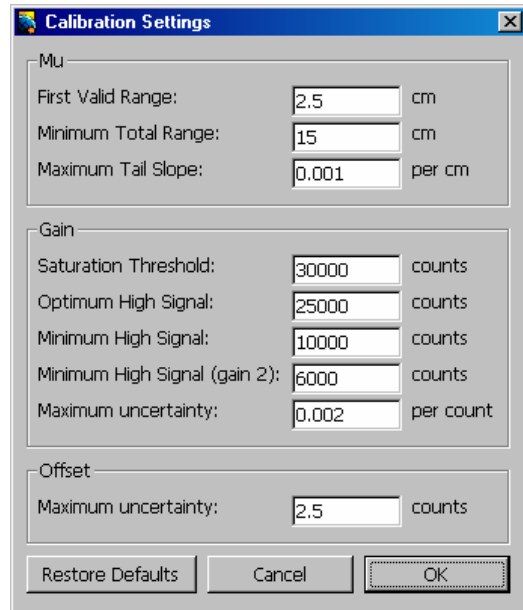 Calibration Settings
Mu
First Valid Range: 2.5 cm
Minimum Total Range: 15 cm
Maximum Tail Slope: 0.001 per cm
Gain
Saturation Threshold: 30000 counts
Optimum High Signal: 25000 counts
Minimum High Signal: 10000 counts
Minimum High Signal (gain 2): 6000 counts
Maximum uncertainty: 0.002 per count
Offset
Maximum uncertainty: 2.5 counts
Restore Defaults Cancel OK